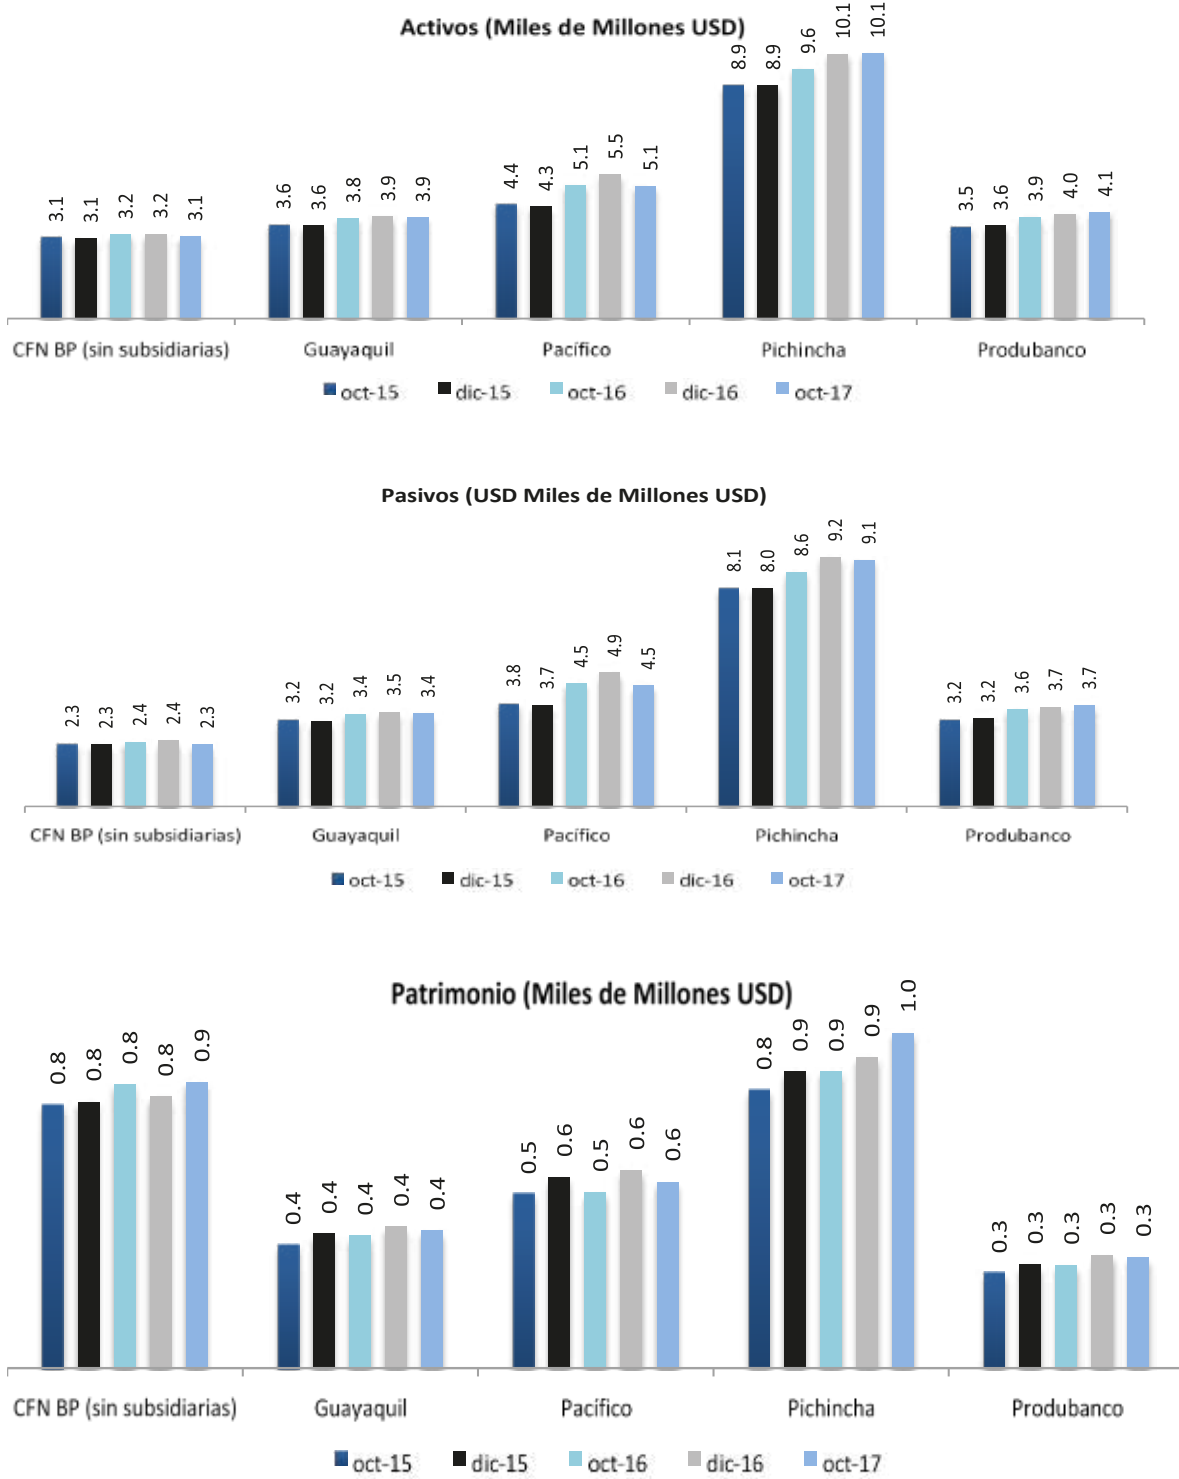 Activos (Miles de Millones USD)
3.1 3.1 3.2 3.2 3.1 3.6 3.6 3.8 3.9 3.9 4.4 4.3 5.1 5.5 5.1 8.9 8.9 9.6 10.1 10.1 3.5 3.6 3.9 4.0 4.1
CFN BP (sin subsidiarias) Guayaquil Pacífico Pichincha Produbanco
oct-15 dic-15 oct-16 dic-16 oct-17
Pasivos (USD Miles de Millones USD)
2.3 2.3 2.4 2.4 2.3 3.2 3.2 3.4 3.5 3.4 3.8 3.7 4.5 4.9 4.5 8.1 8.0 8.6 9.2 9.1 3.2 3.2 3.6 3.7 3.7
CFN BP (sin subsidiarias) Guayaquil Pacífico Pichincha Produbanco
oct-15 dic-15 oct-16 dic-16 oct-17
Patrimonio (Miles de Millones USD)
0.8 0.8 0.8 0.8 0.9 0.4 0.4 0.4 0.4 0.4 0.5 0.6 0.5 0.6 0.6 0.8 0.9 0.9 0.9 1.0 0.3 0.3 0.3 0.3 0.3
CFN BP (sin subsidiarias) Guayaquil Pacífico Pichincha Produbanco
oct-15 dic-15 oct-16 dic-16 oct-17